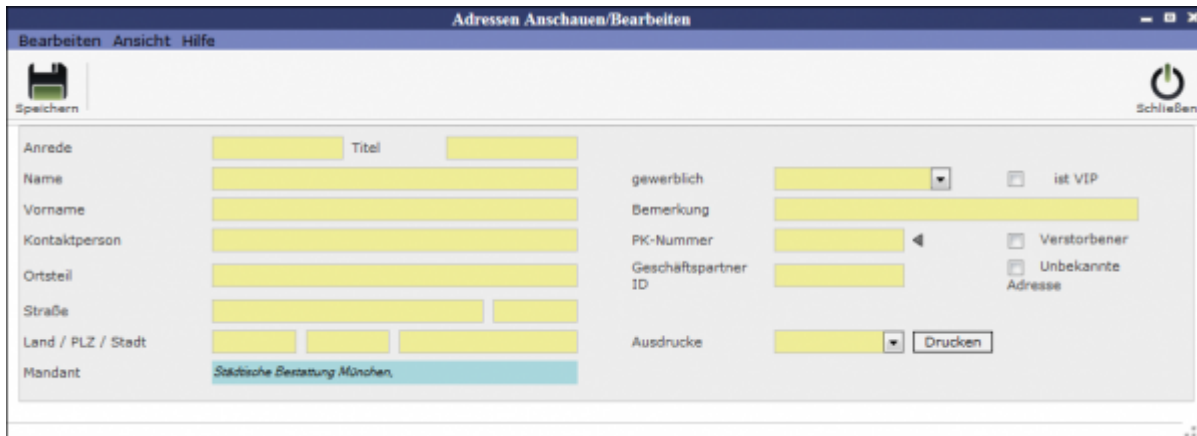 Adressen Anschauen/Bearbeiten
Bearbeiten Ansicht Hilfe
Speichern
Schließen
Anrede Titel
Name gewerblich ist VIP
Vorname Bemerkung
Kontaktperson PK-Nummer Verstorbener
Ortsteil Geschäftspartner ID Unbekannte Adresse
Straße
Land / PLZ / Stadt Ausdrucke Drucken
Mandant Städtische Bestattung München,